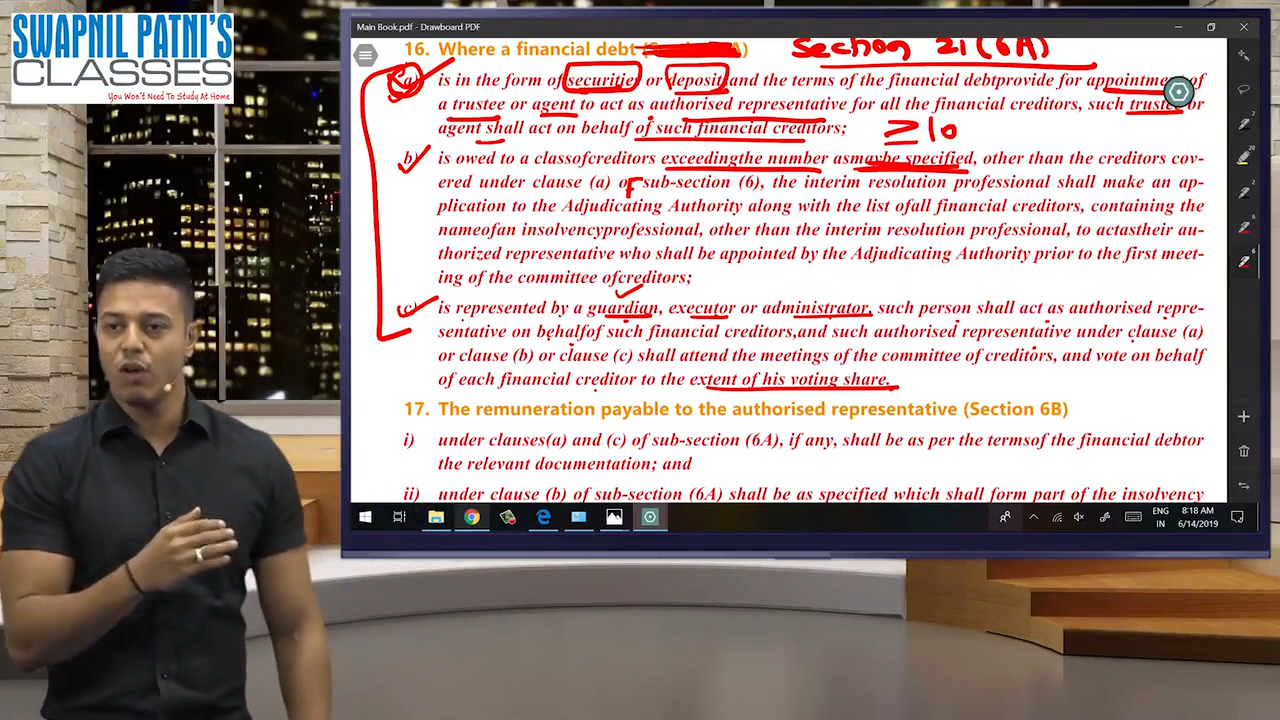 SWAPNIL PATNI'S
CLASSES
You Won't Need To Study At Home
Main Book.pdf - Drawboard PDF
16. Where a financial debt
Section 21(6A)
is in the form of securities or deposits and the terms of the financial debtprovide for appointment of
a trustee or agent to act as authorised representative for all the financial creditors, such trustee or
agent shall act on behalf of such financial creditors;
≥10
b) is owed to a classofcreditors exceedingthe number asmaybe specified, other than the creditors cov-
ered under clause (a) or sub-section (6), the interim resolution professional shall make an ap-
F
plication to the Adjudicating Authority along with the list ofall financial creditors, containing the
nameofan insolvencyprofessional, other than the interim resolution professional, to actastheir au-
thorized representative who shall be appointed by the Adjudicating Authority prior to the first meet-
ing of the committee ofcreditors;
c) is represented by a guardian, executor or administrator, such person shall act as authorised repre-
sentative on behalfof such financial creditors,and such authorised representative under clause (a)
or clause (b) or clause (c) shall attend the meetings of the committee of creditors, and vote on behalf
of each financial creditor to the extent of his voting share.
17. The remuneration payable to the authorised representative (Section 6B)
i) under clauses(a) and (c) of sub-section (6A), if any, shall be as per the termsof the financial debtor
the relevant documentation; and
ii) under clause (b) of sub-section (6A) shall be as specified which shall form part of the insolvency
ENG
IN
8:18 AM
6/14/2019